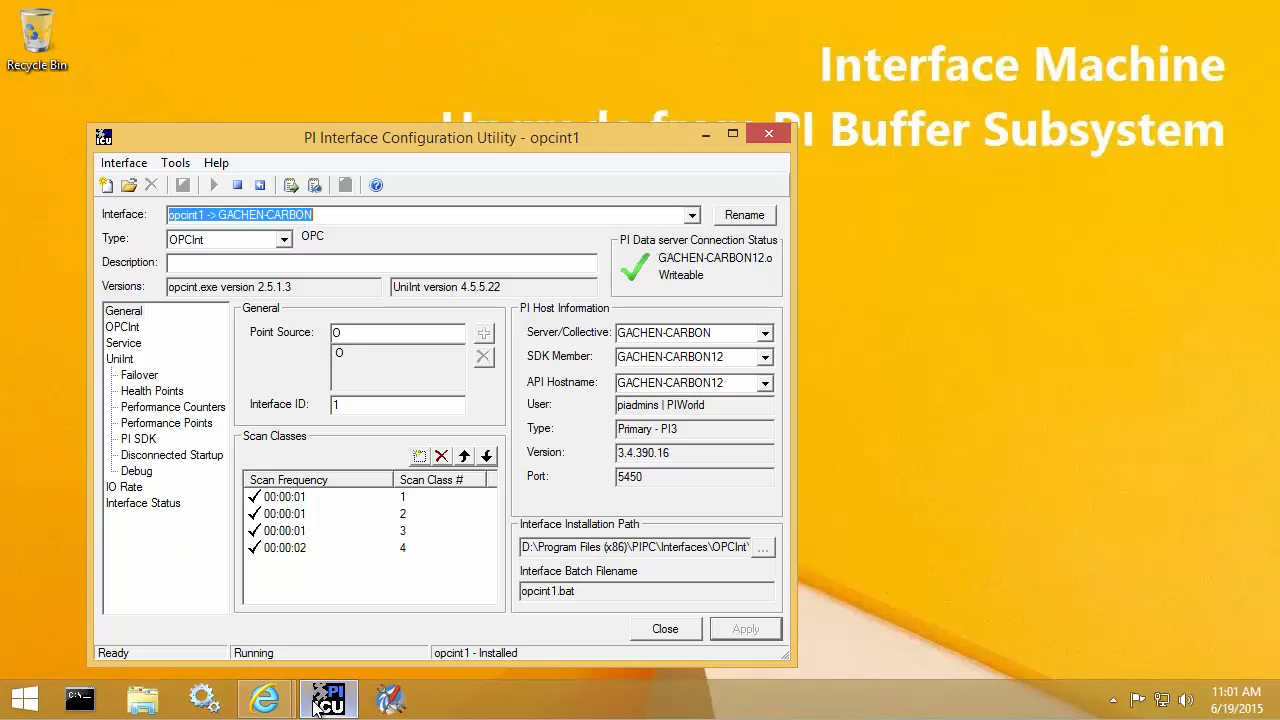 Recycle Bin
Interface Machine
Upgrade from PI Buffer Subsystem
PI Interface Configuration Utility - opcint1
Interface Tools Help
Interface: opcint1 -> GACHEN-CARBON Rename
Type: OPCInt OPC
Description:
Versions: opcint.exe version 2.5.1.3 UniInt version 4.5.5.22
PI Data server Connection Status
GACHEN-CARBON12.o
Writeable
General
OPCInt
Service
UniInt
Failover
Health Points
Performance Counters
Performance Points
PI SDK
Disconnected Startup
Debug
IO Rate
Interface Status
General
Point Source: O
O
Interface ID: 1
Scan Classes
Scan Frequency Scan Class #
00:00:01 1
00:00:01 2
00:00:01 3
00:00:02 4
PI Host Information
Server/Collective: GACHEN-CARBON
SDK Member: GACHEN-CARBON12
API Hostname: GACHEN-CARBON12
User: piadmins | PIWorld
Type: Primary - PI3
Version: 3.4.390.16
Port: 5450
Interface Installation Path
D:\Program Files (x86)\PIPC\Interfaces\OPCInt\
...
Interface Batch Filename
opcint1.bat
Close Apply
Ready Running opcint1 - Installed
C:\
PI
ICU
11:01 AM
6/19/2015